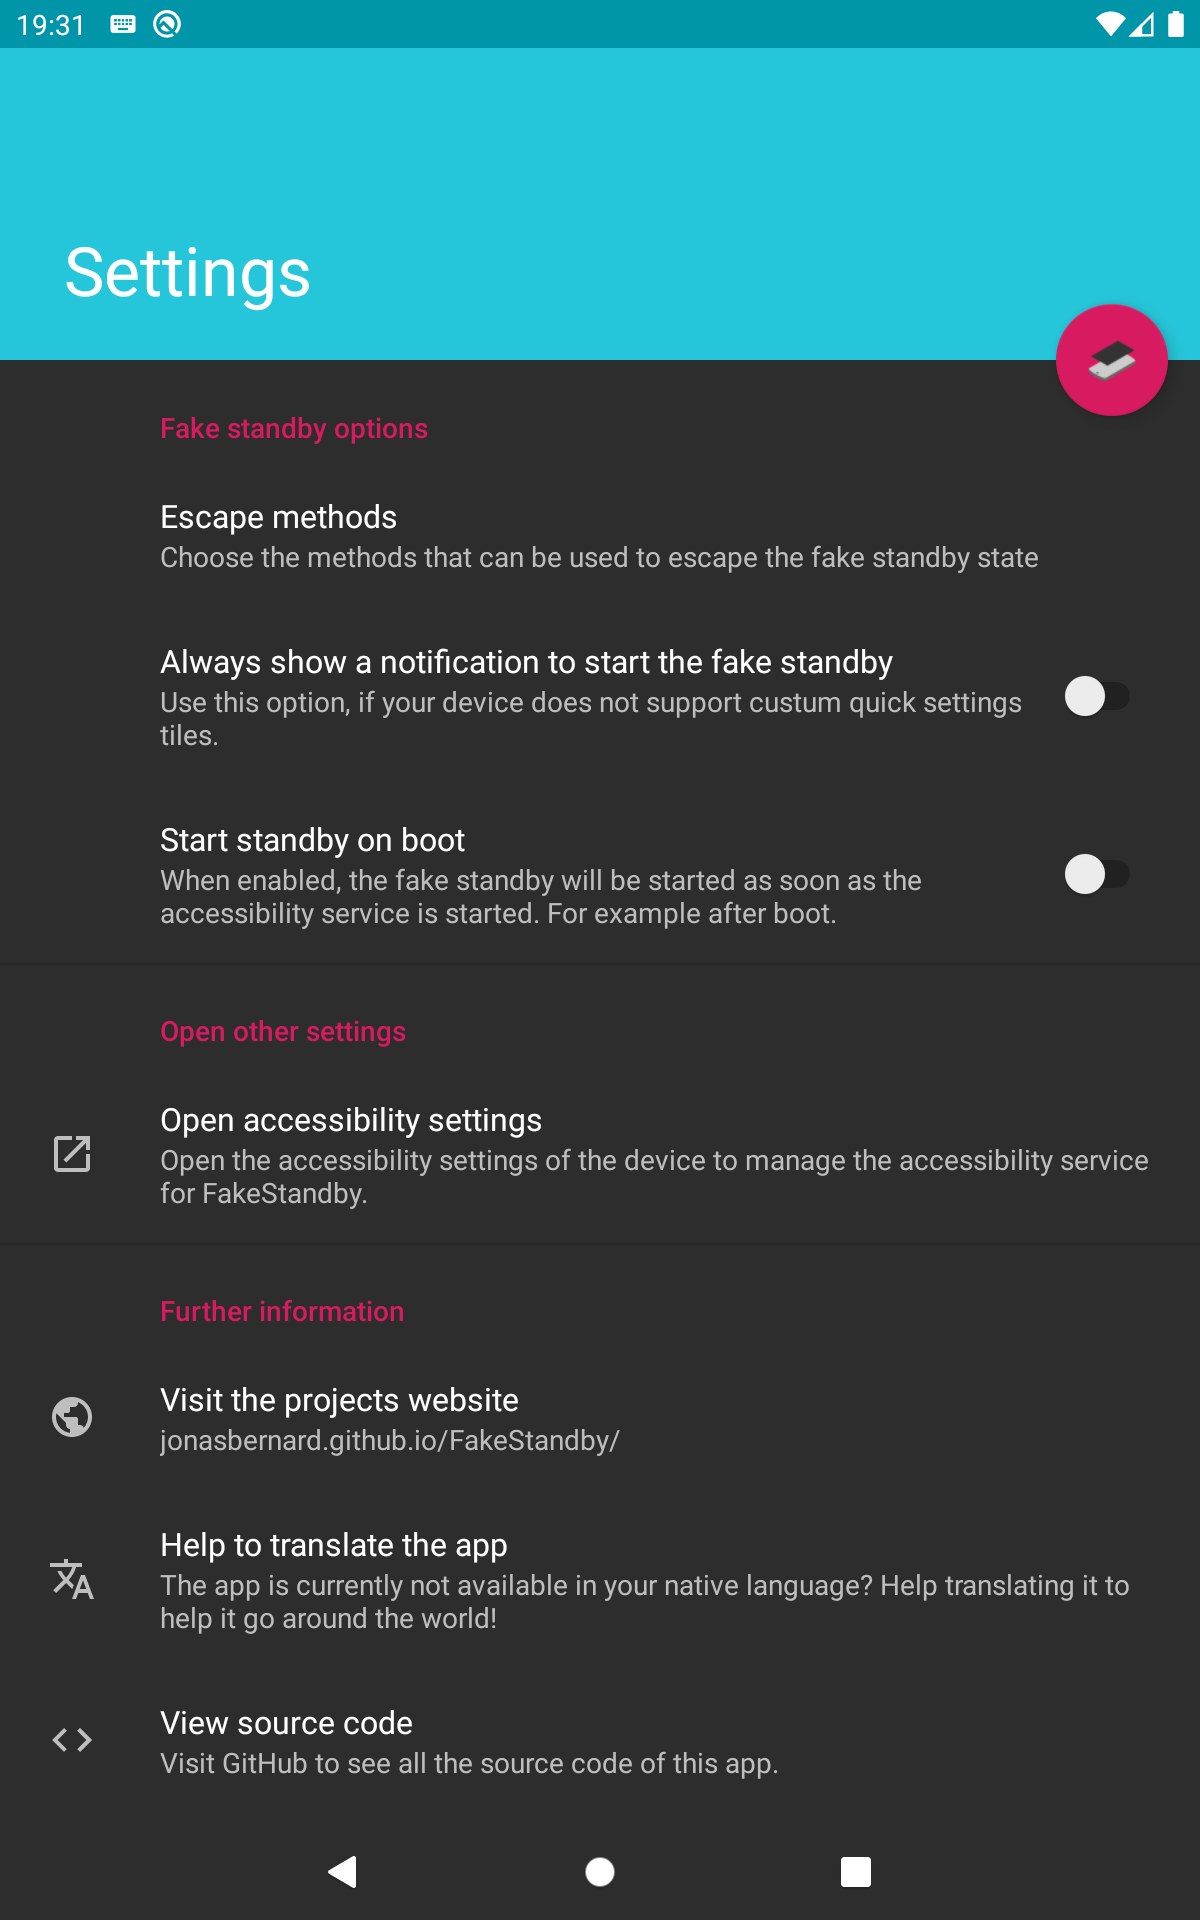 19:31
Settings
Fake standby options
Escape methods
Choose the methods that can be used to escape the fake standby state
Always show a notification to start the fake standby
Use this option, if your device does not support custum quick settings
tiles.
Start standby on boot
When enabled, the fake standby will be started as soon as the
accessibility service is started. For example after boot.
Open other settings
Open accessibility settings
Open the accessibility settings of the device to manage the accessibility service
for FakeStandby.
Further information
Visit the projects website
jonasbernard.github.io/FakeStandby/
Help to translate the app
The app is currently not available in your native language? Help translating it to
help it go around the world!
View source code
Visit GitHub to see all the source code of this app.